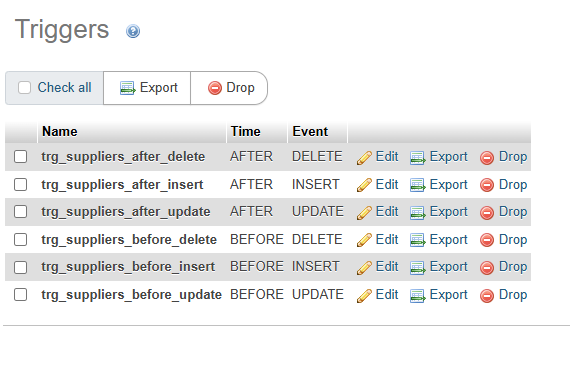 Triggers
Check all Export Drop
Name Time Event
trg_suppliers_after_delete AFTER DELETE Edit Export Drop
trg_suppliers_after_insert AFTER INSERT Edit Export Drop
trg_suppliers_after_update AFTER UPDATE Edit Export Drop
trg_suppliers_before_delete BEFORE DELETE Edit Export Drop
trg_suppliers_before_insert BEFORE INSERT Edit Export Drop
trg_suppliers_before_update BEFORE UPDATE Edit Export Drop